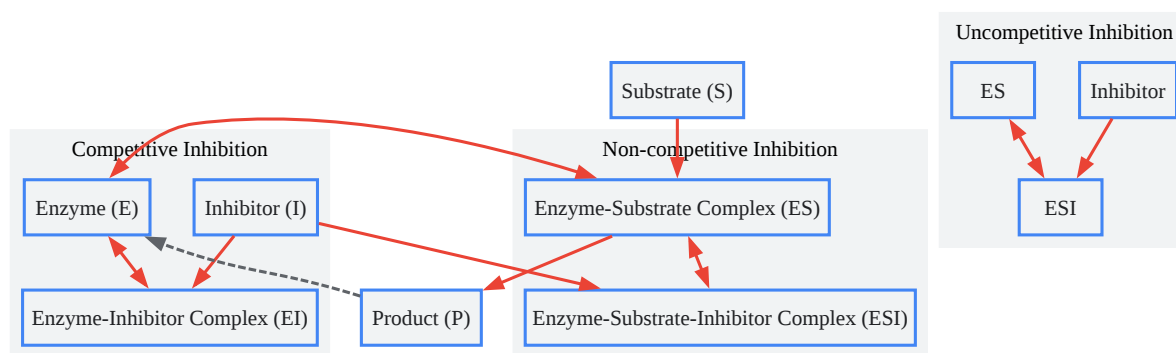 Uncompetitive Inhibition
Substrate (S)
ES
Inhibitor
Competitive Inhibition
Non-competitive Inhibition
Enzyme (E)
Inhibitor (I)
Enzyme-Substrate Complex (ES)
ESI
Enzyme-Inhibitor Complex (EI)
Product (P)
Enzyme-Substrate-Inhibitor Complex (ESI)